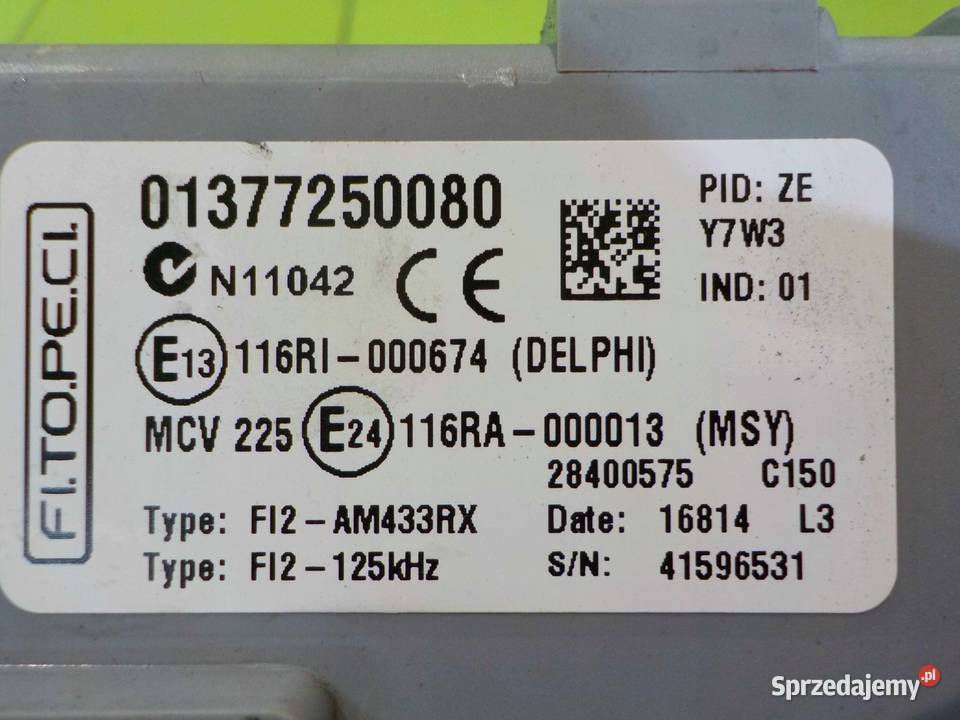 FI.TO.PE.CI.
01377250080
N11042 CE
PID: ZE
Y7W3
IND: 01
E13 116RI-000674 (DELPHI)
MCV 225 E24 116RA-000013 (MSY)
28400575 C150
Type: FI2-AM433RX Date: 16814 L3
Type: FI2-125kHz S/N: 41596531
Sprzedajemy.pl